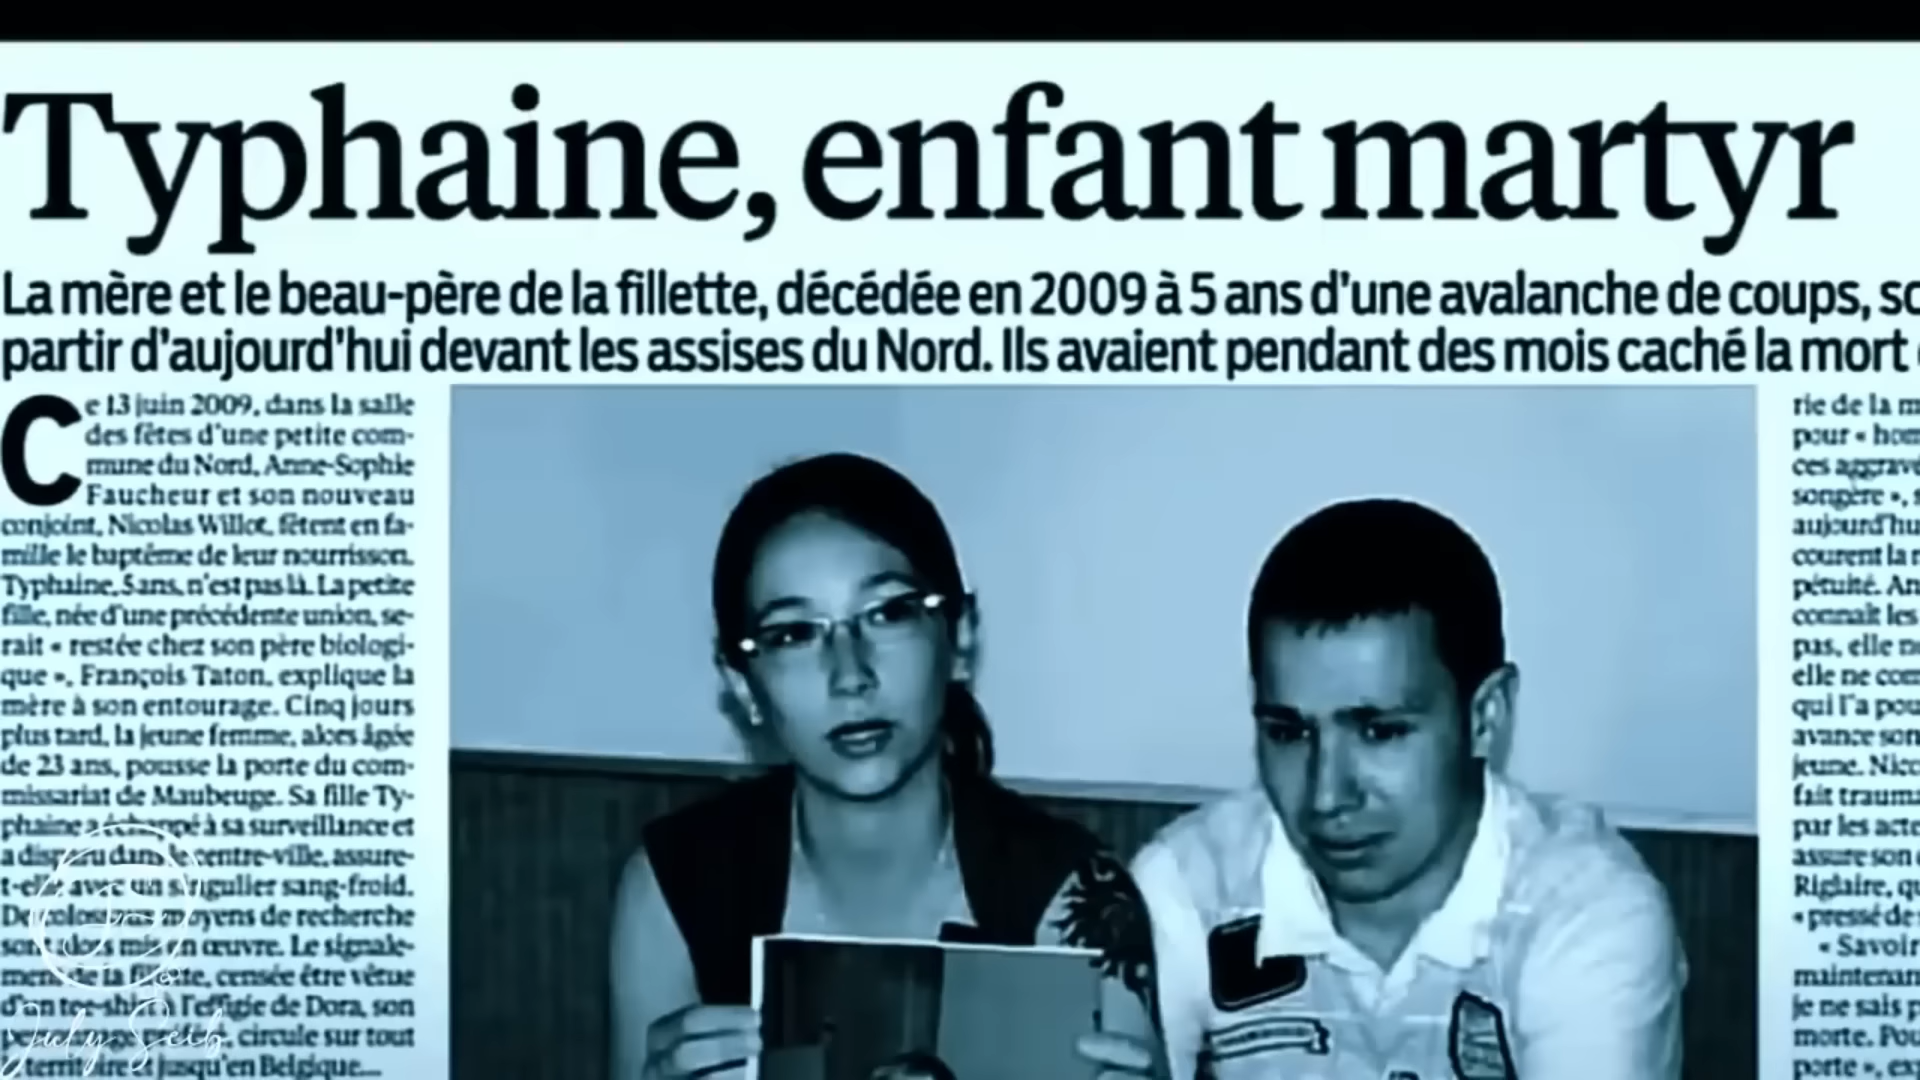 Typhaine, enfant martyr
La mère et le beau-père de la fillette, décédée en 2009 à 5 ans d'une avalanche de coups,
partir d'aujourd'hui devant les assises du Nord. Ils avaient pendant des mois caché la mort
Ce 13 juin 2009, dans la salle
des fêtes d'une petite com-
mune du Nord, Anne-Sophie
Faucheur et son nouveau
conjoint, Nicolas Willot, fêtent en fa-
mille le baptême de leur nourrisson.
Typhaine, 5 ans, n'est pas là. La petite
fille, née d'une précédente union, se-
rait « restée chez son père biologi-
que », François Taton, explique la
mère à son entourage. Cinq jours
plus tard, la jeune femme, alors âgée
de 23 ans, pousse la porte du com-
missariat de Maubeuge. Sa fille Ty-
phaine a échappé à sa surveillance et
a disparu dans le centre-ville, assure-
t-elle avec un singulier sang-froid.
De colossaux moyens de recherche
sont alors mis en œuvre. Le signale-
ment de la fillette, censée être vêtue
d'un tee-shirt à l'effigie de Dora, son
personnage préféré, circule sur tout
territoire et jusqu'en Belgique...
rie de la
pour «
ces
songère »,
aujourd'hu
courent la
pétuité.
connaît les
pas, elle
elle ne
qui l'a
avance son
jeune.
fait
par les
assure son
Riglaire,
« pressé de
« Savoir
maintenan
je ne sais
morte.
porte »,
July Seib